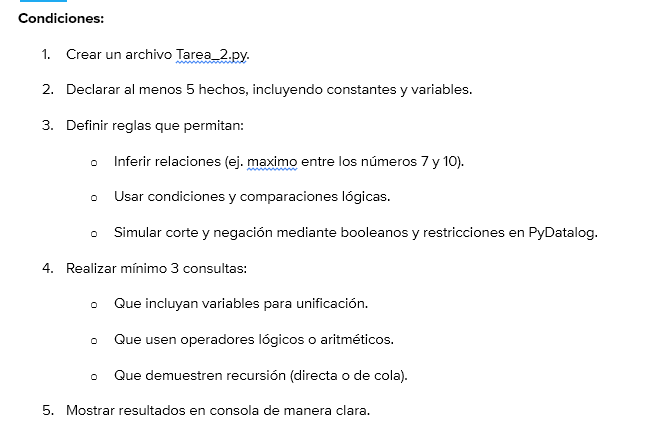 Condiciones:
1. Crear un archivo Tarea_2.py.
2. Declarar al menos 5 hechos, incluyendo constantes y variables.
3. Definir reglas que permitan:
o Inferir relaciones (ej. maximo entre los números 7 y 10).
o Usar condiciones y comparaciones lógicas.
o Simular corte y negación mediante booleanos y restricciones en PyDatalog.
4. Realizar mínimo 3 consultas:
o Que incluyan variables para unificación.
o Que usen operadores lógicos o aritméticos.
o Que demuestren recursión (directa o de cola).
5. Mostrar resultados en consola de manera clara.